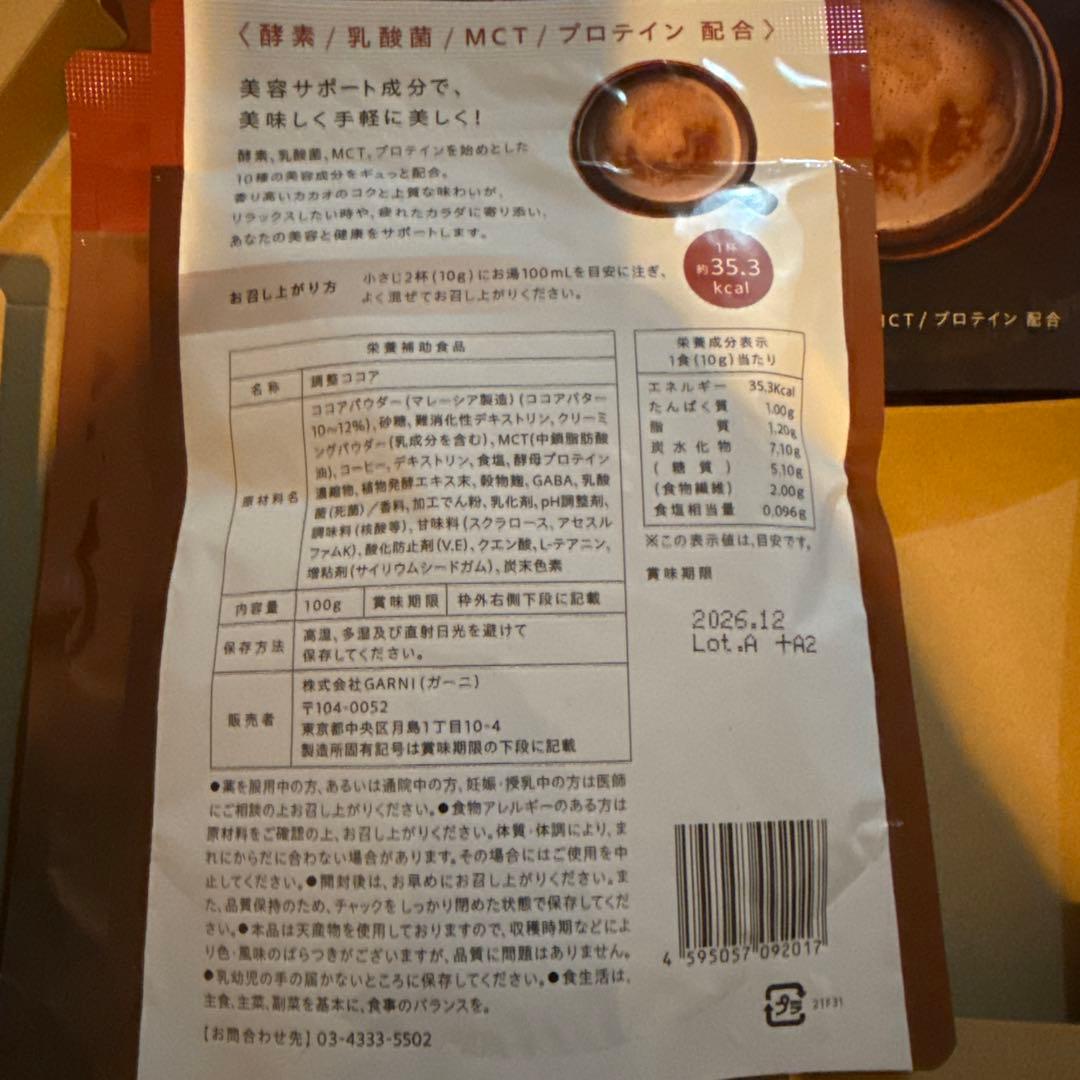 〈 酵素 / 乳酸菌 / MCT / プロテイン 配合 〉
美容サポート成分で、
美味しく手軽に美しく!
酵素、乳酸菌、MCT、プロテインを始めとした
10種の美容成分をギュっと配合。
香り高いカカオのコクと上質な味わいが、
リラックスしたい時や、疲れたカラダに寄り添い、
あなたの美容と健康をサポートします。
1杯
約35.3
kcal
お召し上がり方
小さじ2杯(10g)にお湯100mLを目安に注ぎ、
よく混ぜてお召し上がりください。
ICT / プロテイン 配合
栄養補助食品
名称 調整ココア
原材料名
ココアパウダー(マレーシア製造)(ココアバター
10〜12%)、砂糖、難消化性デキストリン、クリーミ
ングパウダー(乳成分を含む)、MCT(中鎖脂肪酸
油)、コーヒー、デキストリン、食塩、酵母プロテイン
濃縮物、植物発酵エキス末、穀物麹、GABA、乳酸
菌(死菌)/香料、加工でん粉、乳化剤、pH調整剤、
調味料(核酸等)、甘味料(スクラロース、アセスル
ファムK)、酸化防止剤(V.E)、クエン酸、L-テアニン、
増粘剤(サイリウムシードガム)、炭末色素
内容量 100g 賞味期限 枠外右側下段に記載
保存方法
高温、多湿及び直射日光を避けて
保存してください。
販売者
株式会社GARNI(ガーニ)
〒104-0052
東京都中央区月島1丁目10-4
製造所固有記号は賞味期限の下段に記載
栄養成分表示
1食(10g)当たり
エネルギー 35.3Kcal
たんぱく質 1.00g
脂質 1.20g
炭水化物 7.10g
(糖質) 5.10g
(食物繊維) 2.00g
食塩相当量 0.096g
※この表示値は、目安です。
賞味期限
2026.12
Lot.A +A2
●薬を服用中の方、あるいは通院中の方、妊娠・授乳中の方は医師
にご相談の上お召し上がりください。●食物アレルギーのある方は
原材料をご確認の上、お召し上がりください。体質・体調により、ま
れにからだに合わない場合があります。その場合にはご使用を中
止してください。●開封後は、お早めにお召し上がりください。ま
た、品質保持のため、チャックをしっかり閉めた状態で保存してくだ
さい。●本品は天産物を使用しておりますので、収穫時期などによ
り色・風味のばらつきがございますが、品質に問題はありません。
●乳幼児の手の届かないところに保存してください。●食生活は、
主食、主菜、副菜を基本に、食事のバランスを。
【お問合わせ先】03-4333-5502
4 595057 092017
プラ
21F31